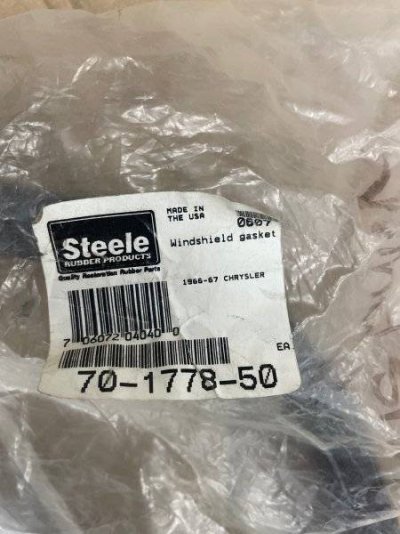 MADE IN
THE USA
0607
Steele
RUBBER PRODUCTS
Quality Restoration Rubber Parts
Windshield gasket
1966-67 CHRYSLER
7 06072 04040 0
EA
70-1778-50